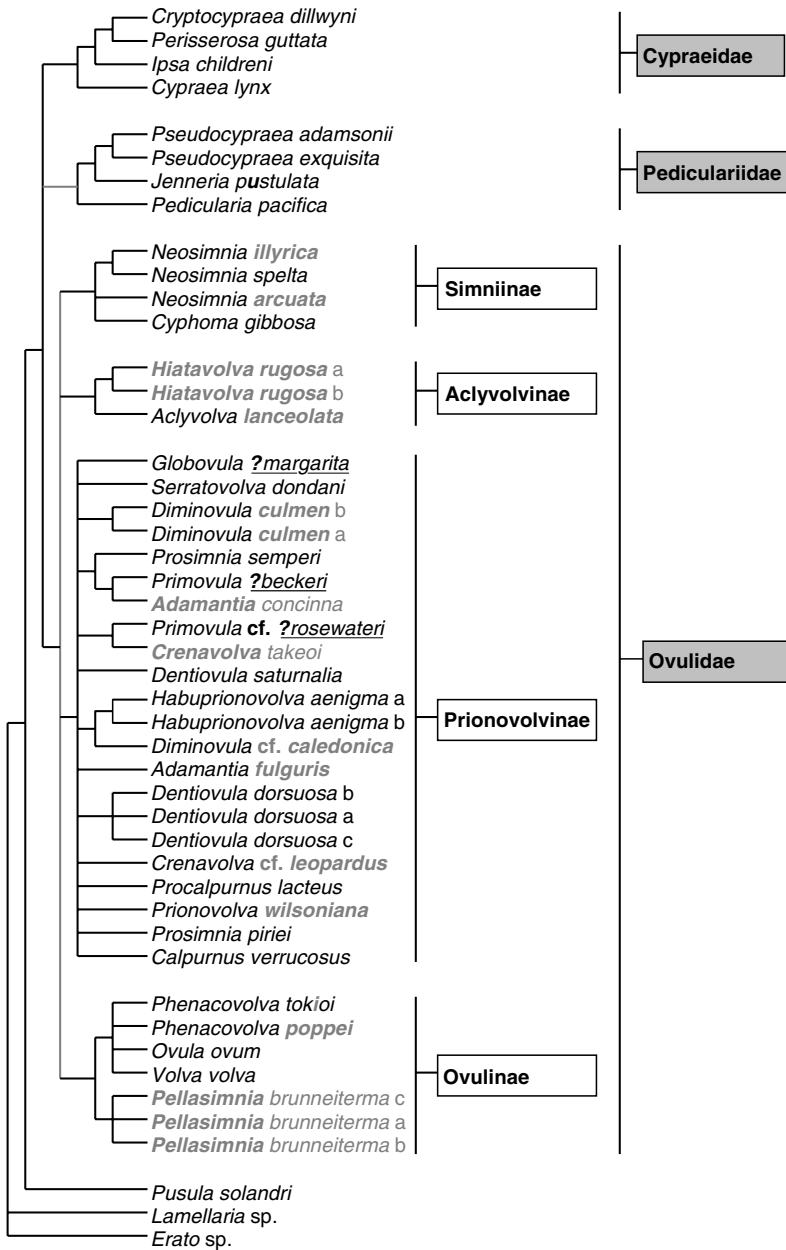 Cryptocypraea dillwyni
Perisserosa guttata
Ipsa childreni
Cypraea lynx
Cypraeidae
Pseudocypraea adamsonii
Pseudocypraea exquisita
Jenneria pustulata
Pedicularia pacifica
Pediculariidae
Neosimnia illyrica
Neosimnia spelta
Neosimnia arcuata
Cyphoma gibbosa
Simniinae
Hiatavolva rugosa a
Hiatavolva rugosa b
Aclyvolva lanceolata
Aclyvolvinae
Globovula ?margarita
Serratovolva dondani
Diminovula culmen b
Diminovula culmen a
Prosimnia semperi
Primovula ?beckeri
Adamantia concinna
Primovula cf. ?rosewateri
Crenavolva takeoi
Dentiovula saturnalia
Habuprionovolva aenigma a
Habuprionovolva aenigma b
Diminovula cf. caledonica
Adamantia fulguris
Dentiovula dorsuosa b
Dentiovula dorsuosa a
Dentiovula dorsuosa c
Crenavolva cf. leopardus
Procalpurnus lacteus
Prionovolva wilsoniana
Prosimnia piriei
Calpurnus verrucosus
Prionovolvinae
Ovulidae
Phenacovolva tokioi
Phenacovolva poppei
Ovula ovum
Volva volva
Pellasimnia brunneiterma c
Pellasimnia brunneiterma a
Pellasimnia brunneiterma b
Ovulinae
Pusula solandri
Lamellaria sp.
Erato sp.